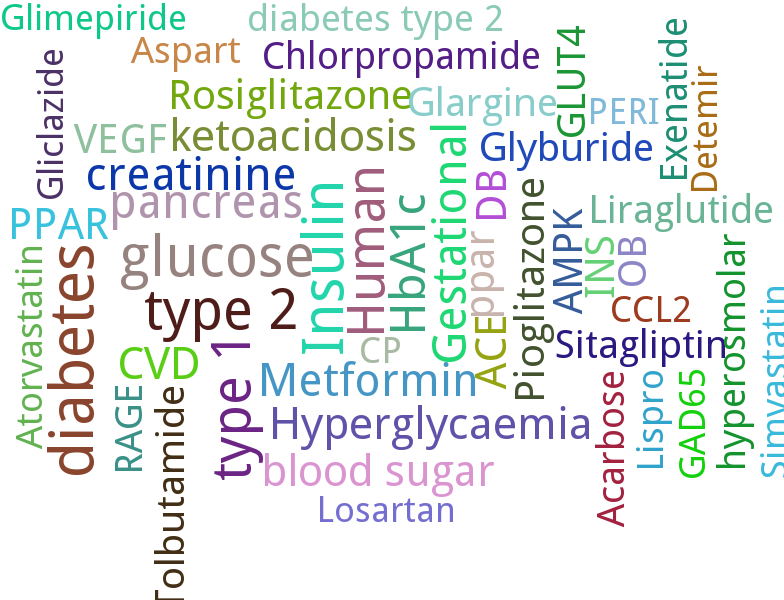 Glimepiride
diabetes type 2
Aspart
Chlorpropamide
GLUT4
Exenatide
Gliclazide
Rosiglitazone
Glargine
PERI
Detemir
VEGF
ketoacidosis
Gestational
Glyburide
creatinine
pancreas
Insulin
Human
HbA1c
DB
Pioglitazone
Liraglutide
PPAR
glucose
ppar
AMPK
INS
OB
hyperosmolar
Atorvastatin
diabetes
type 2
CCL2
Simvastatin
CVD
type 1
CP
ACE
Sitagliptin
RAGE
Tolbutamide
Metformin
Acarbose
Lispro
GAD65
Hyperglycaemia
blood sugar
Losartan